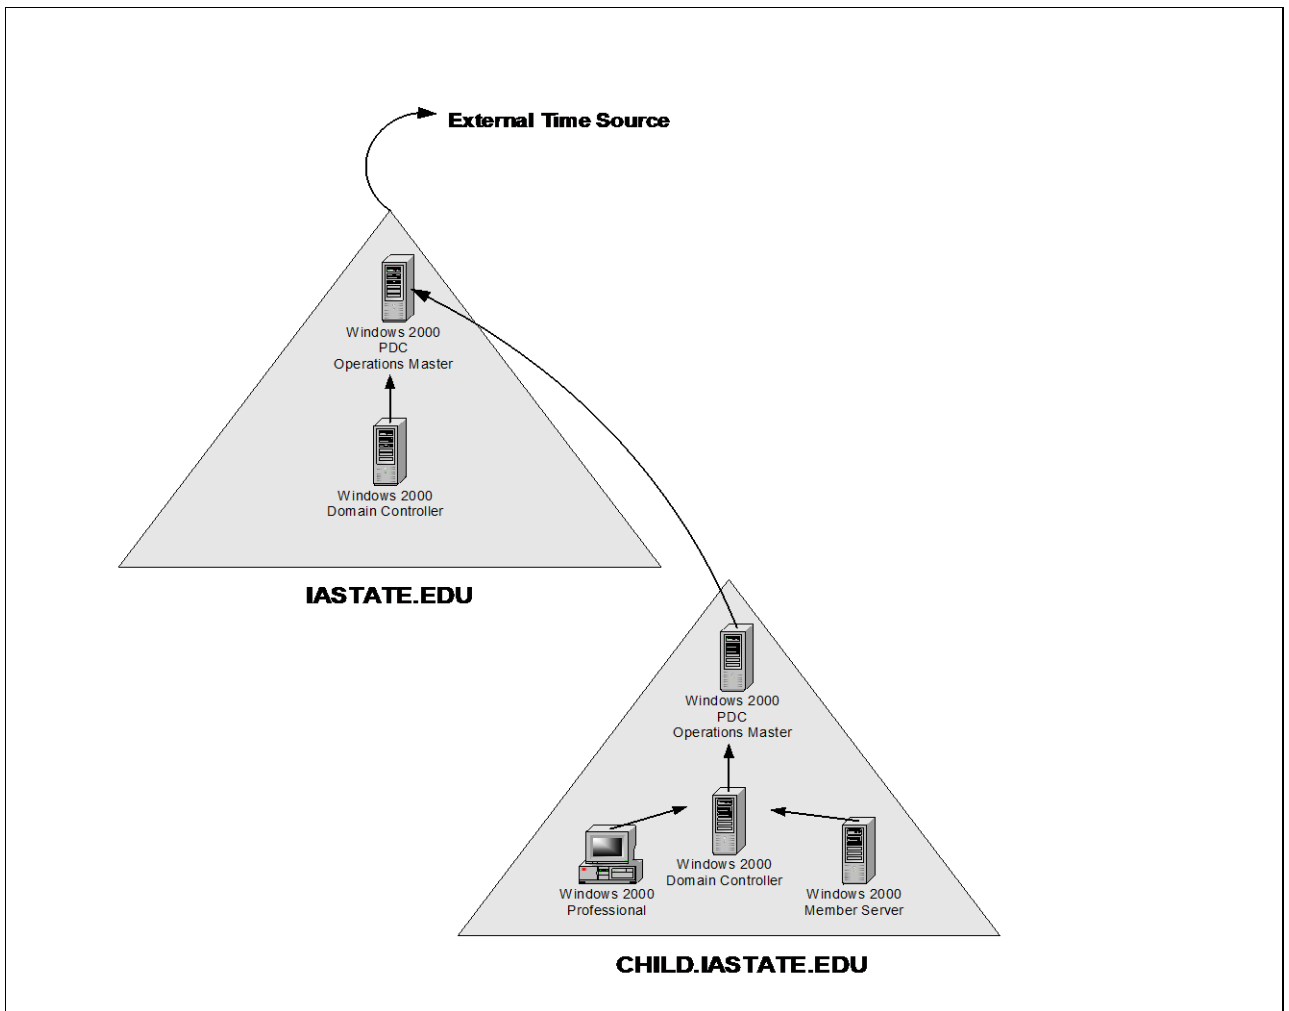 External Time Source
Windows 2000
PDC
Operations Master
Windows 2000
Domain Controller
IASTATE.EDU
Windows 2000
PDC
Operations Master
Windows 2000
Domain Controller
Windows 2000
Professional
Windows 2000
Member Server
CHILD.IASTATE.EDU